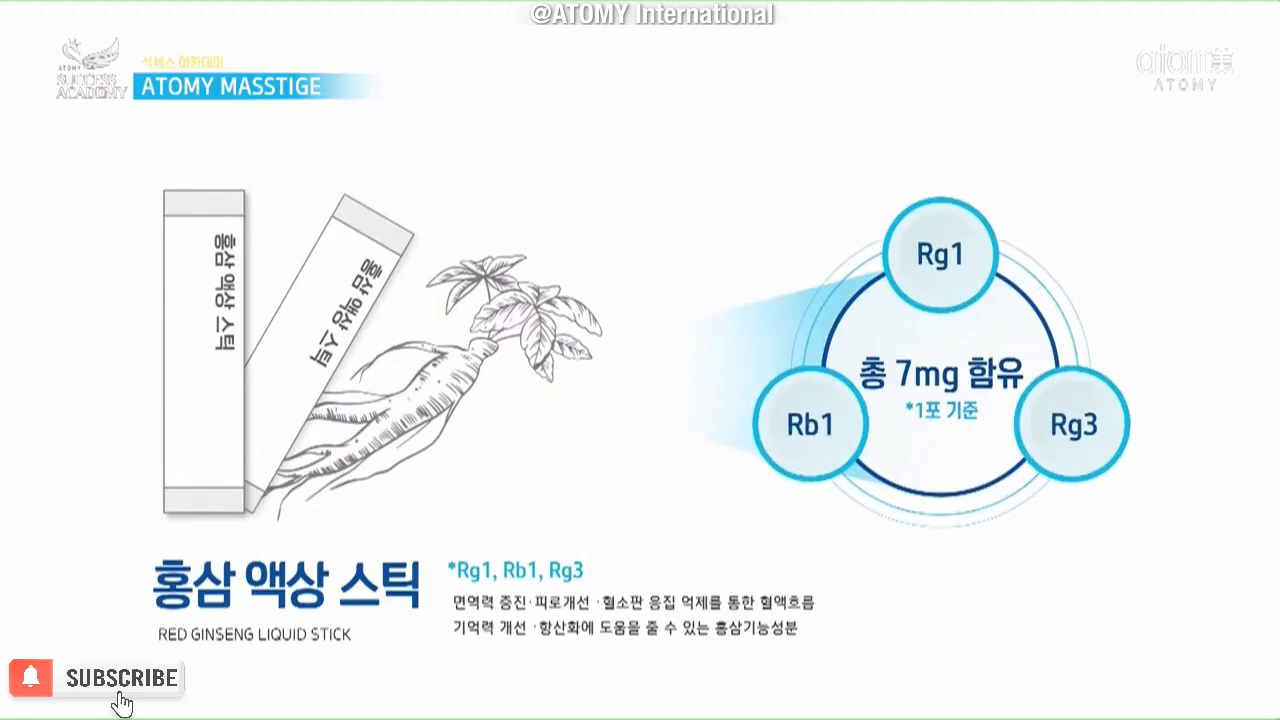 @ATOMY International
ATOMY
SUCCESS
ACADEMY
석세스 아카데미
ATOMY MASSTIGE
atom美
ATOMY
홍삼 액상 스틱
홍삼 액상 스틱
Rg1
총 7mg 함유
*1포 기준
Rb1
Rg3
홍삼 액상 스틱
RED GINSENG LIQUID STICK
*Rg1, Rb1, Rg3
면역력 증진·피로개선 ·혈소판 응집 억제를 통한 혈액흐름
기억력 개선 ·항산화에 도움을 줄 수 있는 홍삼기능성분
SUBSCRIBE